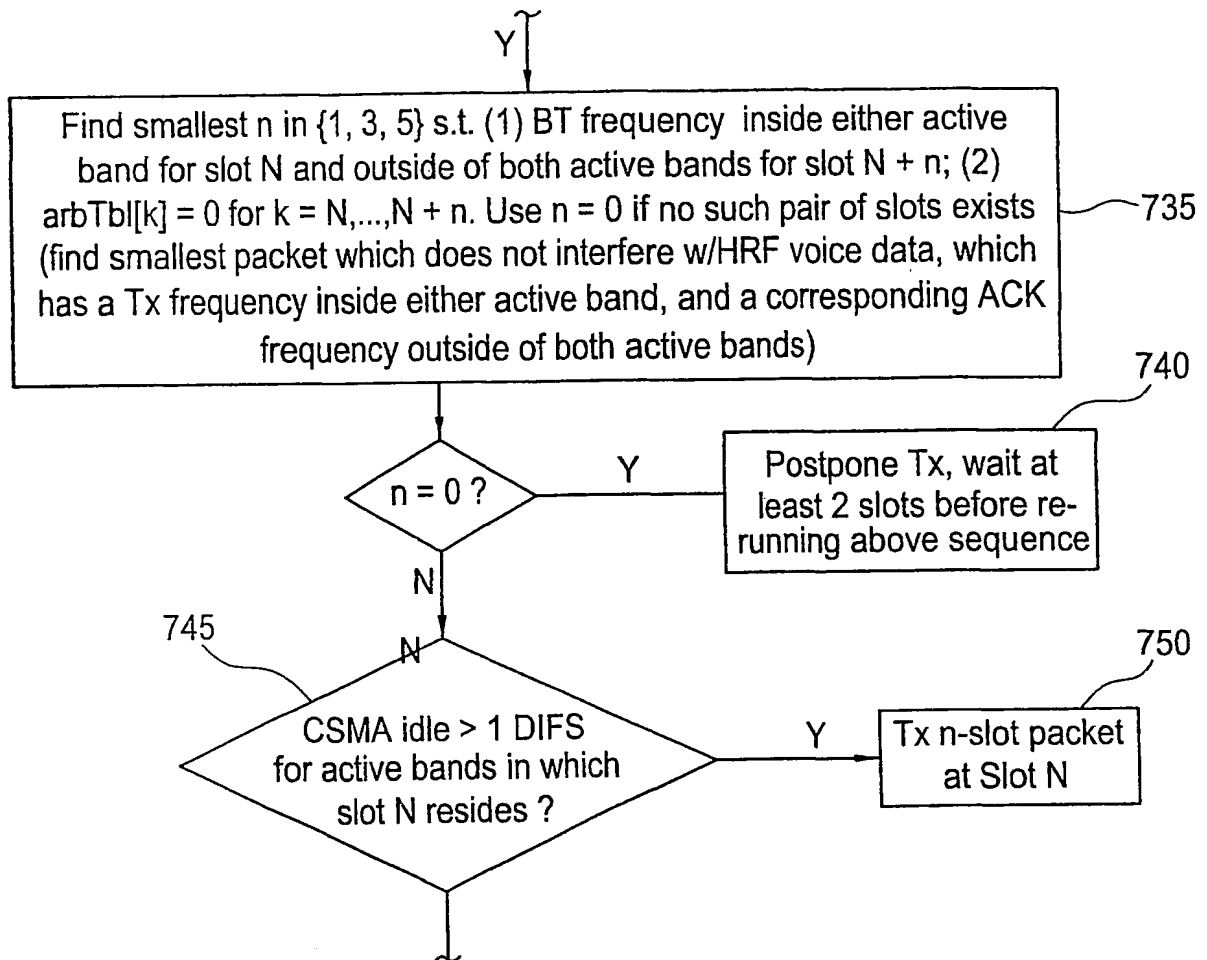 Y
Find smallest n in {1, 3, 5} s.t. (1) BT frequency inside either active
band for slot N and outside of both active bands for slot N + n; (2)
arbTbl[k] = 0 for k = N,...,N + n. Use n = 0 if no such pair of slots exists
(find smallest packet which does not interfere w/HRF voice data, which
has a Tx frequency inside either active band, and a corresponding ACK
frequency outside of both active bands)
735
740
n = 0 ?
Y
Postpone Tx, wait at
least 2 slots before re-
running above sequence
N
745
N
750
CSMA idle > 1 DIFS
for active bands in which
slot N resides ?
Y
Tx n-slot packet
at Slot N